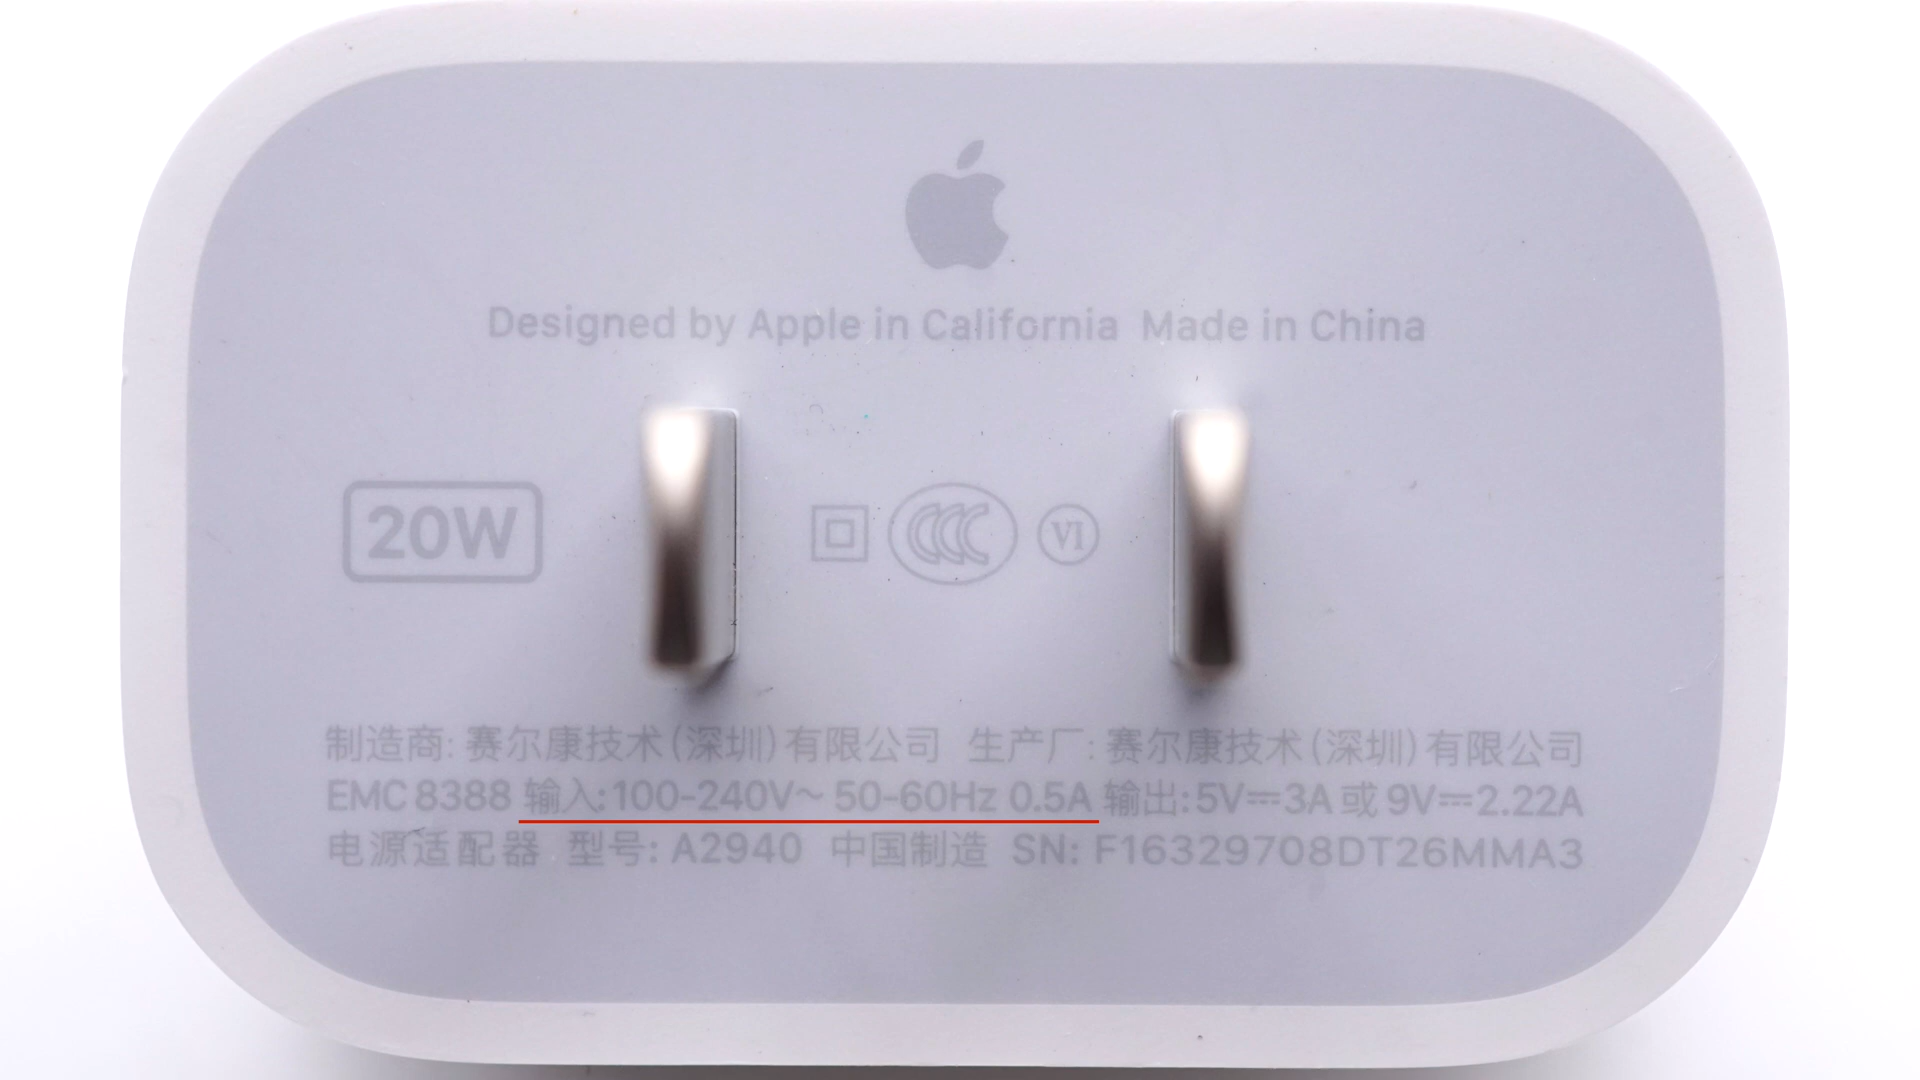 Designed by Apple in California Made in China
20W
VI
制造商: 赛尔康技术(深圳)有限公司 生产厂: 赛尔康技术(深圳)有限公司
EMC 8388 输入:100-240V~ 50-60Hz 0.5A 输出:5V⎓3A 或 9V⎓2.22A
电源适配器 型号: A2940 中国制造 SN: F16329708DT26MMA3